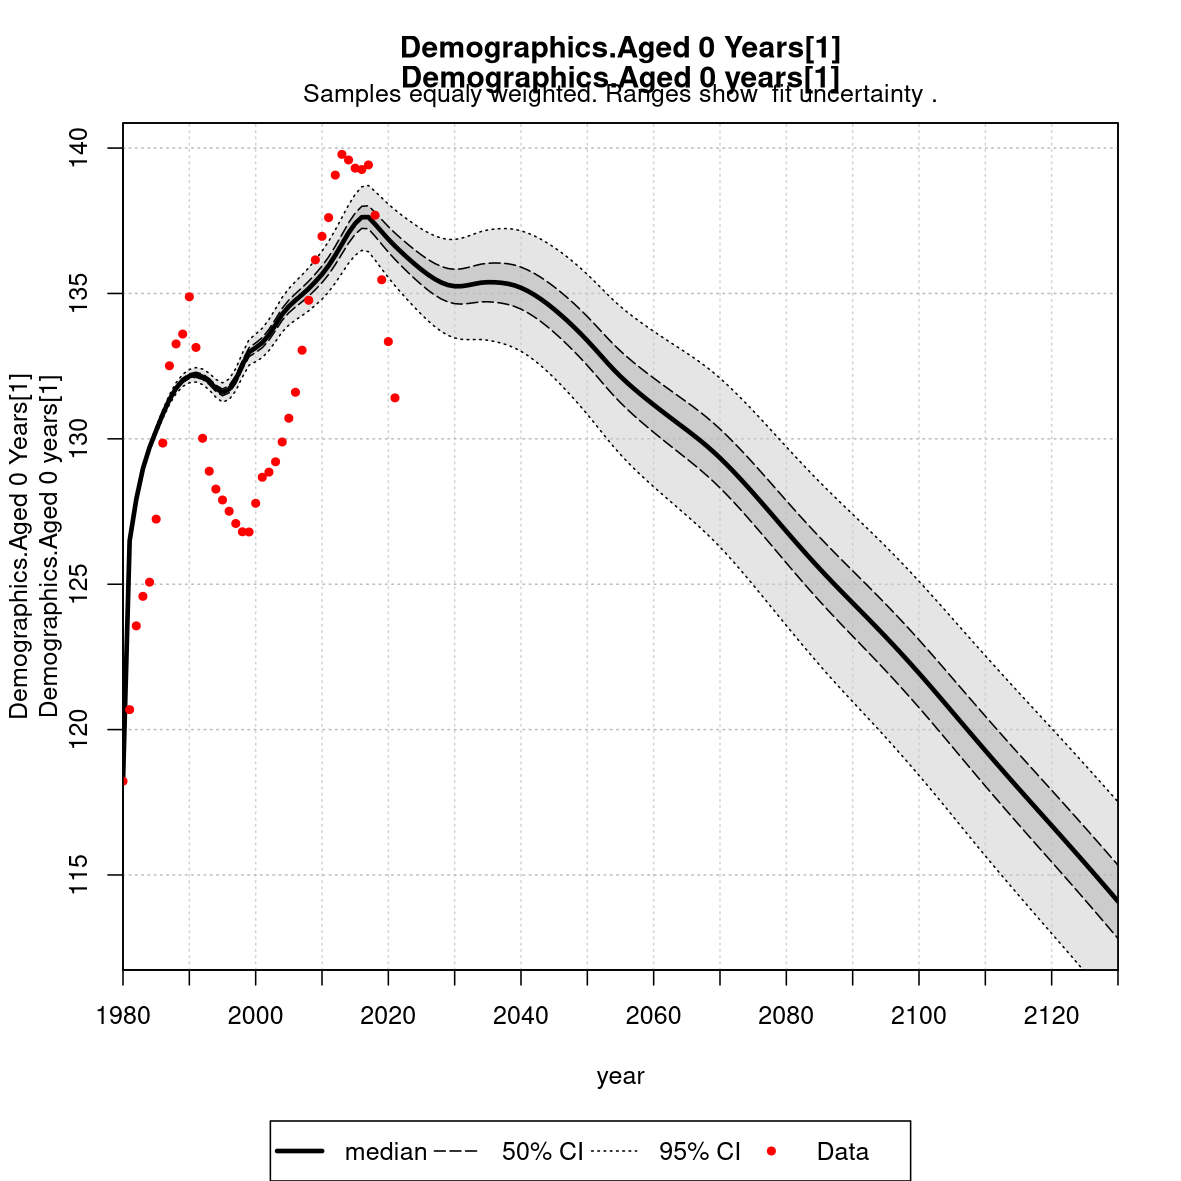 Demographics.Aged 0 Years[1]
Demographics.Aged 0 years[1]
Samples equaly weighted. Ranges show  fit uncertainty .
Demographics.Aged 0 Years[1]
Demographics.Aged 0 years[1]
140
135
130
125
120
115
1980 2000 2020 2040 2060 2080 2100 2120
year
median 50% CI 95% CI Data